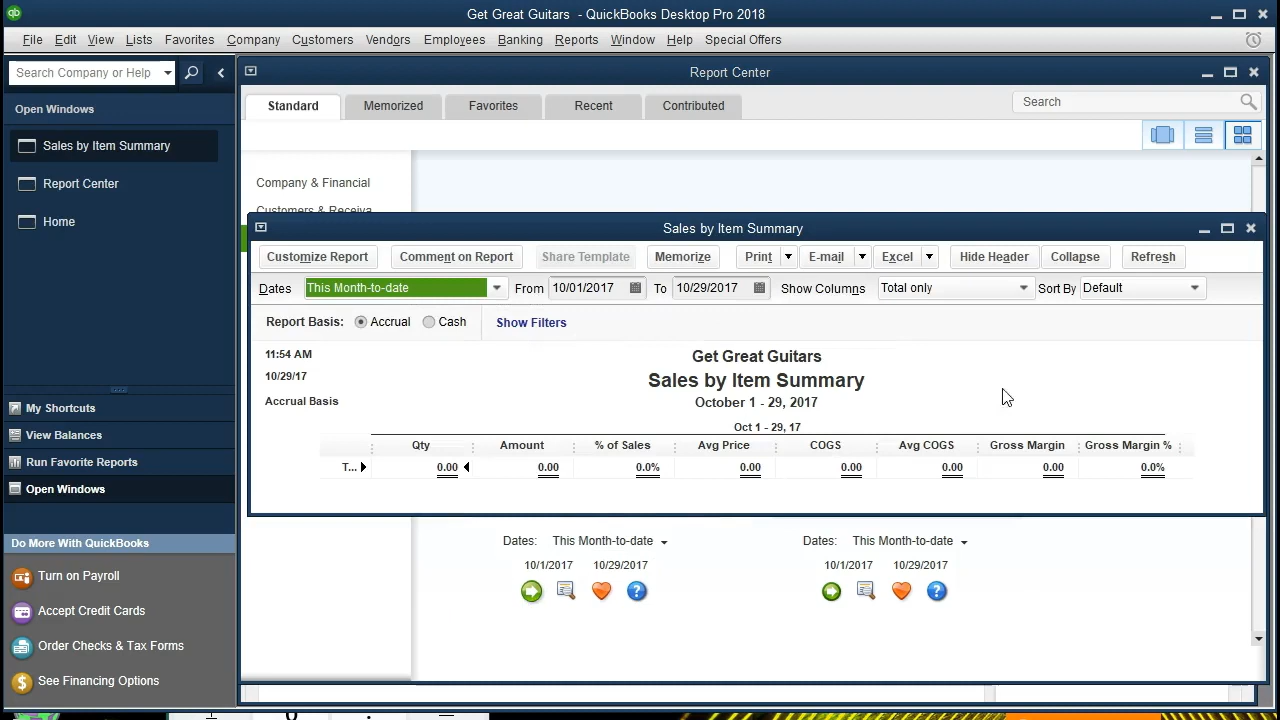 Get Great Guitars - QuickBooks Desktop Pro 2018
File Edit View Lists Favorites Company Customers Vendors Employees Banking Reports Window Help Special Offers
Search Company or Help
Open Windows
Sales by Item Summary
Report Center
Home
My Shortcuts
View Balances
Run Favorite Reports
Open Windows
Do More With QuickBooks
Turn on Payroll
Accept Credit Cards
Order Checks & Tax Forms
See Financing Options
Report Center
Standard Memorized Favorites Recent Contributed
Search
Company & Financial
Customers & Receiva
Sales by Item Summary
Customize Report Comment on Report Share Template Memorize Print E-mail Excel Hide Header Collapse Refresh
Dates This Month-to-date From 10/01/2017 To 10/29/2017 Show Columns Total only Sort By Default
Report Basis: Accrual Cash Show Filters
11:54 AM
10/29/17
Accrual Basis
Get Great Guitars
Sales by Item Summary
October 1 - 29, 2017
Oct 1 - 29, 17
Qty Amount % of Sales Avg Price COGS Avg COGS Gross Margin Gross Margin %
T... 0.00 0.00 0.0% 0.00 0.00 0.00 0.00 0.0%
Dates: This Month-to-date Dates: This Month-to-date
10/1/2017 10/29/2017 10/1/2017 10/29/2017